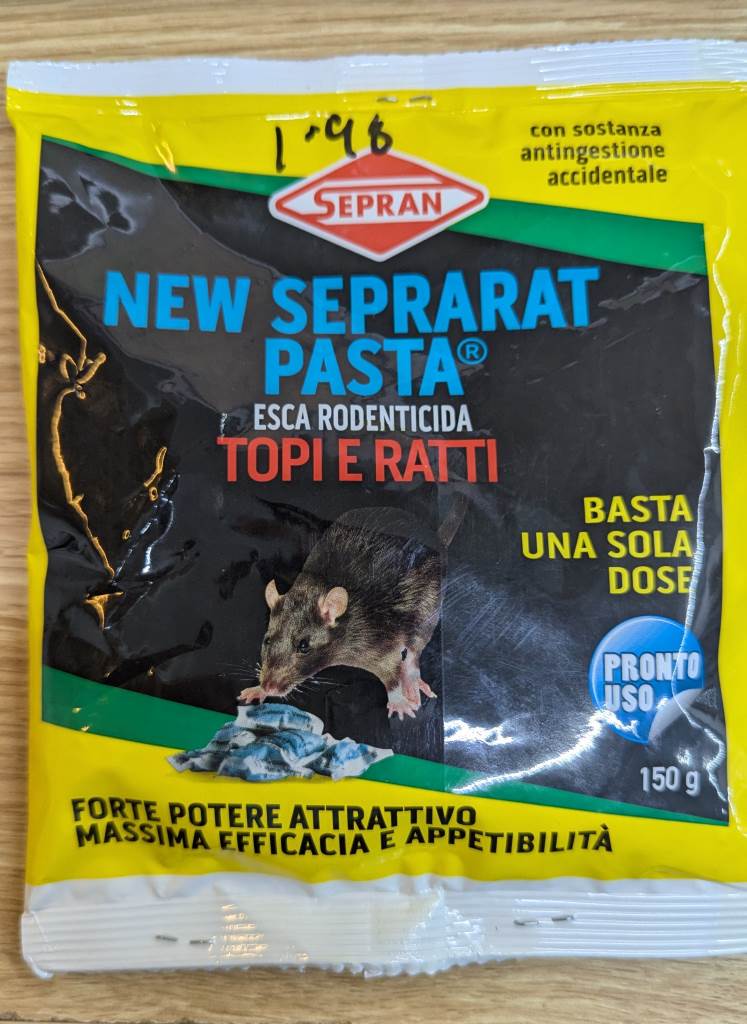 1.98
con sostanza
antingestione
accidentale
SEPRAN
NEW SEPRARAT
PASTA®
ESCA RODENTICIDA
TOPI E RATTI
BASTA
UNA SOLA
DOSE
PRONTO
USO
150 g
FORTE POTERE ATTRATTIVO
MASSIMA EFFICACIA E APPETIBILITÀ